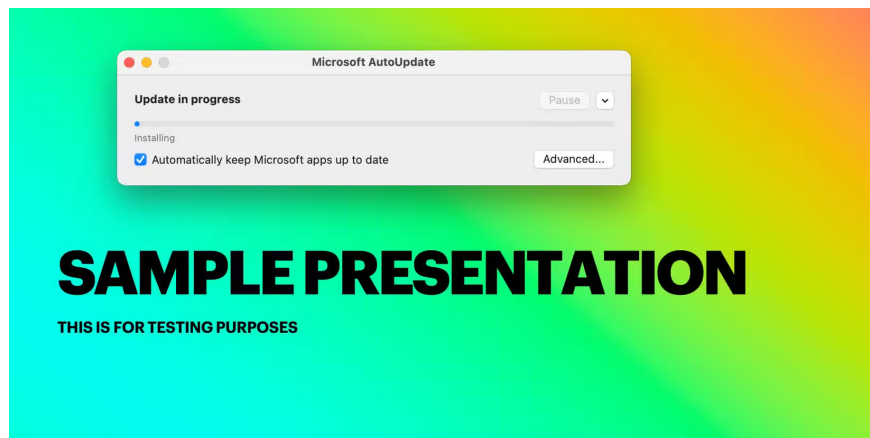 Microsoft AutoUpdate
Update in progress
Pause
Installing
Automatically keep Microsoft apps up to date
Advanced...
SAMPLE PRESENTATION
THIS IS FOR TESTING PURPOSES